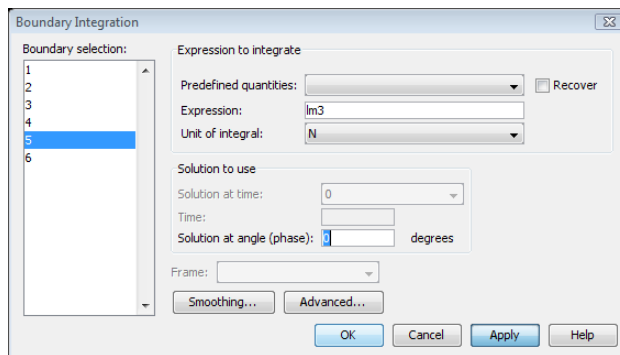 Boundary Integration
Boundary selection:
1
2
3
4
5
6
Expression to integrate
Predefined quantities:
Recover
Expression: lm3
Unit of integral: N
Solution to use
Solution at time: 0
Time:
Solution at angle (phase): 0 degrees
Frame:
Smoothing... Advanced...
OK Cancel Apply Help